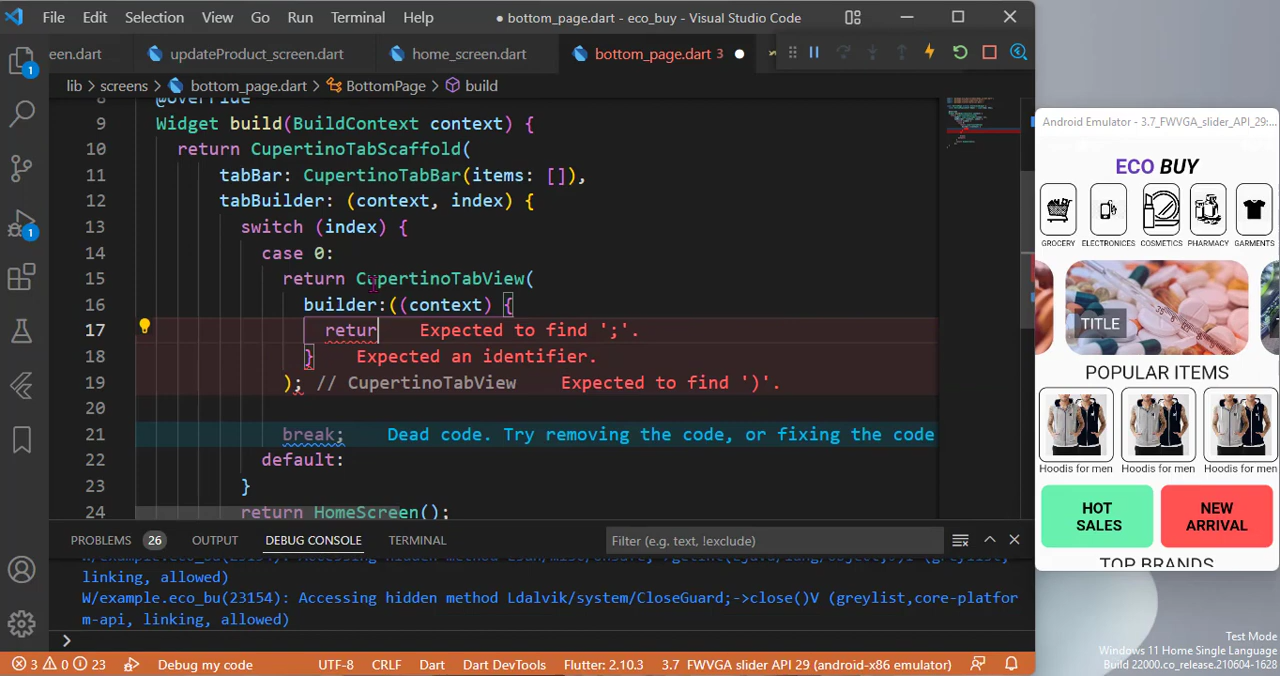 File Edit Selection View Go Run Terminal Help ● bottom_page.dart - eco_buy - Visual Studio Code
een.dart updateProduct_screen.dart home_screen.dart bottom_page.dart 3
lib > screens > bottom_page.dart > BottomPage > build
8 @override
9 Widget build(BuildContext context) {
10 return CupertinoTabScaffold(
11 tabBar: CupertinoTabBar(items: []),
12 tabBuilder: (context, index) {
13 switch (index) {
14 case 0:
15 return CupertinoTabView(
16 builder:((context) {
17 retur Expected to find ';'.
18 } Expected an identifier.
19 ); // CupertinoTabView Expected to find ')'.
20
21 break; Dead code. Try removing the code, or fixing the code
22 default:
23 }
24 return HomeScreen();
1
1
PROBLEMS 26 OUTPUT DEBUG CONSOLE TERMINAL Filter (e.g. text, !exclude)
linking, allowed)
W/example.eco_bu(23154): Accessing hidden method Ldalvik/system/CloseGuard;->close()V (greylist,core-platfor
m-api, linking, allowed)
>
3 0 23 Debug my code UTF-8 CRLF Dart Dart DevTools Flutter: 2.10.3 3.7 FWVGA slider API 29 (android-x86 emulator)
Android Emulator - 3.7_FWVGA_slider_API_29:...
ECO BUY
GROCERY ELECTRONICS COSMETICS PHARMACY GARMENTS
TITLE
POPULAR ITEMS
Hoodis for men Hoodis for men Hoodis for men
HOT SALES
NEW ARRIVAL
TOP BRANDS
Test Mode
Windows 11 Home Single Language
Build 22000.co_release.210604-1628